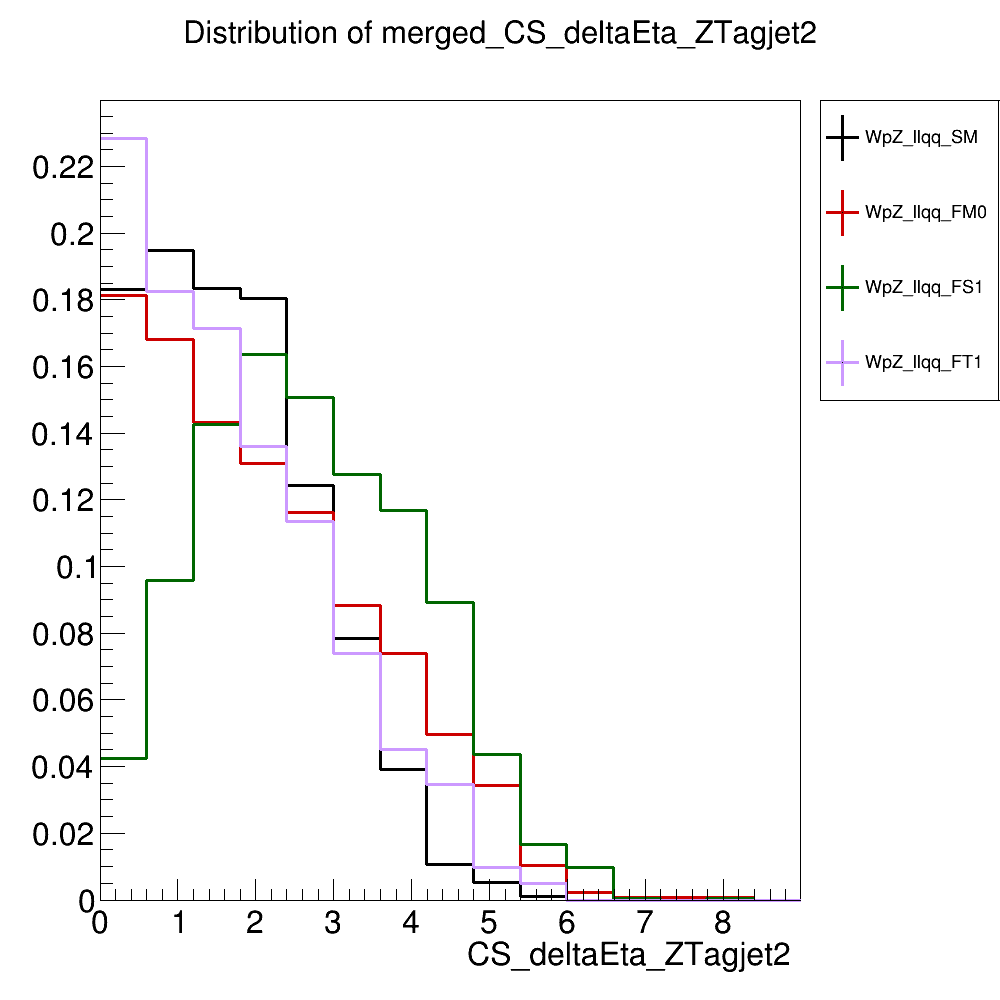 Distribution of merged_CS_deltaEta_ZTagjet2
WpZ_llqq_SM
WpZ_llqq_FM0
WpZ_llqq_FS1
WpZ_llqq_FT1
0.22
0.2
0.18
0.16
0.14
0.12
0.1
0.08
0.06
0.04
0.02
0
0 1 2 3 4 5 6 7 8
CS_deltaEta_ZTagjet2